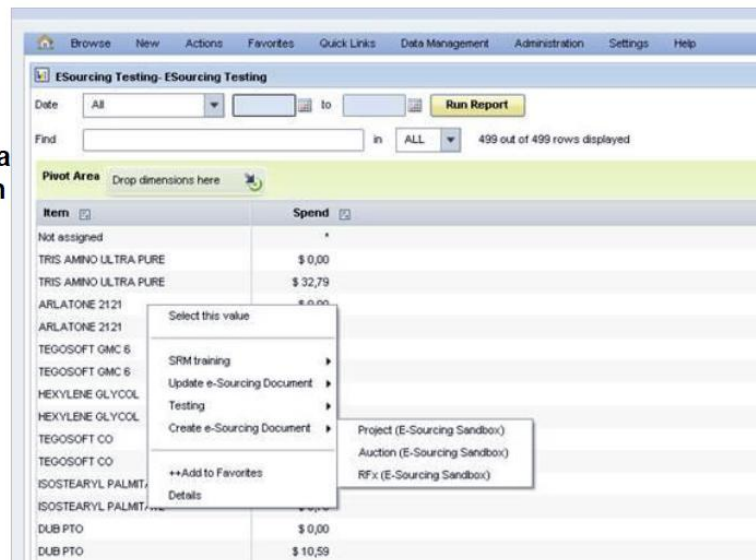 Browse New Actions Favorites Quick Links Data Management Administration Settings Help
ESourcing Testing- ESourcing Testing
Date All to Run Report
Find in ALL 499 out of 499 rows displayed
a
n
Pivot Area Drop dimensions here
Item Spend
Not assigned *
TRIS AMINO ULTRA PURE $ 0,00
TRIS AMINO ULTRA PURE $ 32,79
ARLATONE 2121
ARLATONE 2121
TEGOSOFT GMC 6
TEGOSOFT GMC 6
HEXYLENE GLYCOL
HEXYLENE GLYCOL
TEGOSOFT CO
TEGOSOFT CO
ISOSTEARYL
ISOSTEARYL
DUB PTO $ 0,00
DUB PTO $ 10,59
Select this value
SRM training
Update e-Sourcing Document
Testing
Create e-Sourcing Document
++Add to Favorites
Details
Project (E-Sourcing Sandbox)
Auction (E-Sourcing Sandbox)
RFx (E-Sourcing Sandbox)